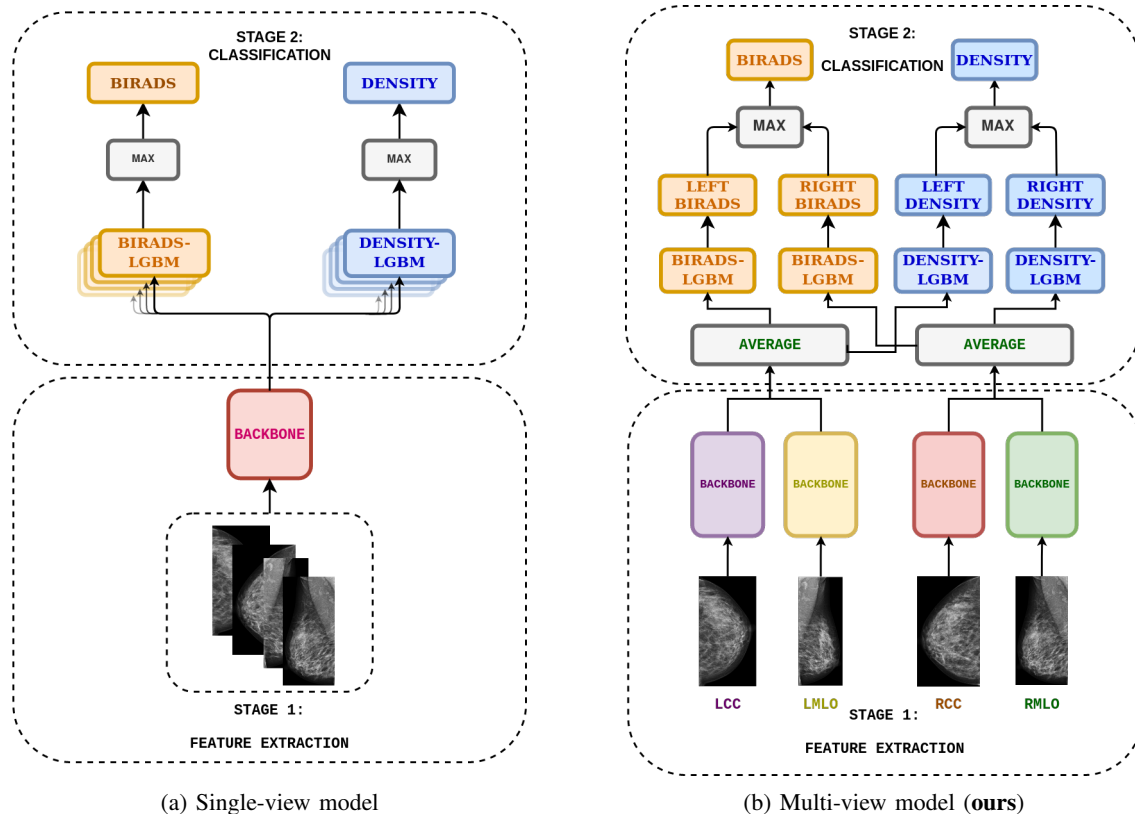 STAGE 2:
CLASSIFICATION
BIRADS
DENSITY
MAX
MAX
BIRADS-
LGBM
DENSITY-
LGBM
BACKBONE
STAGE 1:
FEATURE EXTRACTION
(a) Single-view model
STAGE 2:
CLASSIFICATION
BIRADS
DENSITY
MAX
MAX
LEFT
BIRADS
RIGHT
BIRADS
LEFT
DENSITY
RIGHT
DENSITY
BIRADS-
LGBM
BIRADS-
LGBM
DENSITY-
LGBM
DENSITY-
LGBM
AVERAGE
AVERAGE
BACKBONE
BACKBONE
BACKBONE
BACKBONE
LCC
LMLO
RCC
RMLO
STAGE 1:
FEATURE EXTRACTION
(b) Multi-view model (ours)